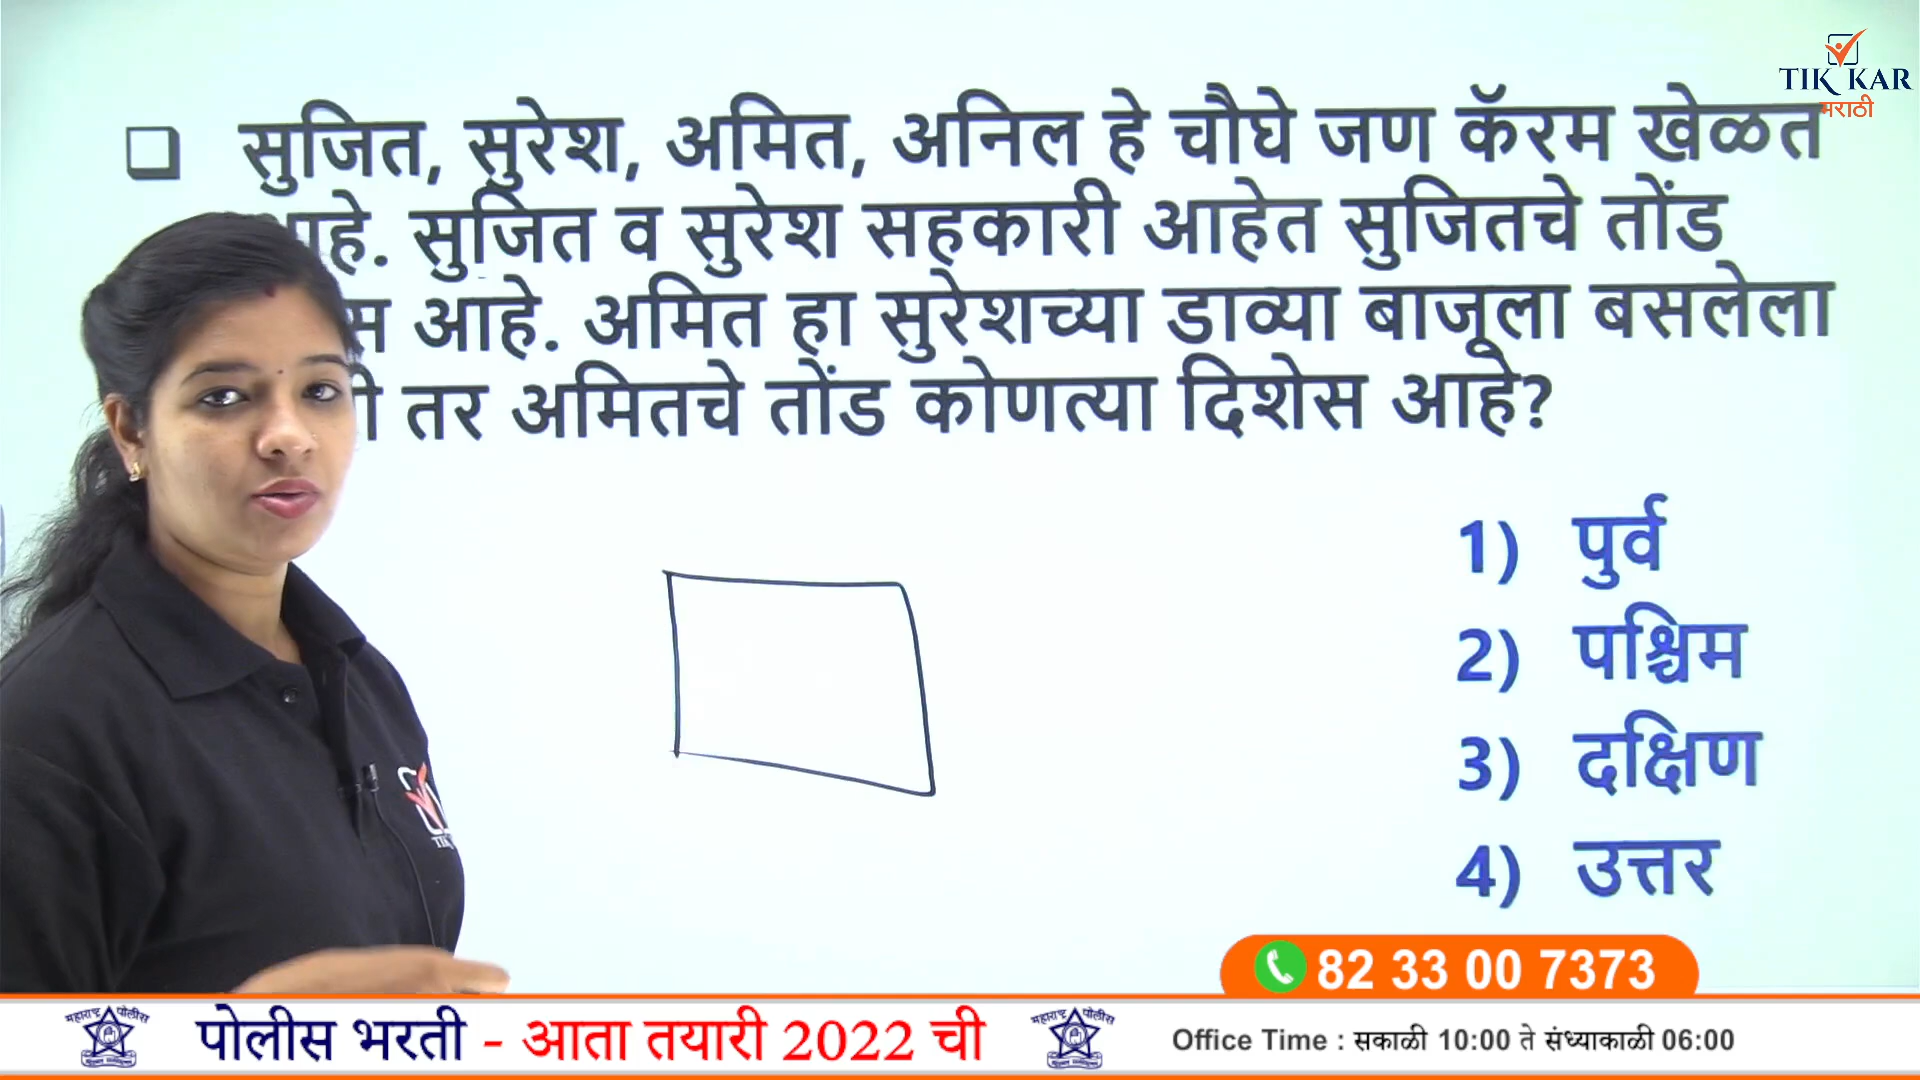 TIK KAR
मराठी
❑ सुजित, सुरेश, अमित, अनिल हे चौघे जण कॅरम खेळत
सुजित व सुरेश सहकारी आहेत सुजितचे तोंड
आहे. अमित हा सुरेशच्या डाव्या बाजूला बसलेला
तर अमितचे तोंड कोणत्या दिशेस आहे?
1) पुर्व
2) पश्चिम
3) दक्षिण
4) उत्तर
82 33 00 7373
पोलीस भरती - आता तयारी 2022 ची
Office Time : सकाळी 10:00 ते संध्याकाळी 06:00